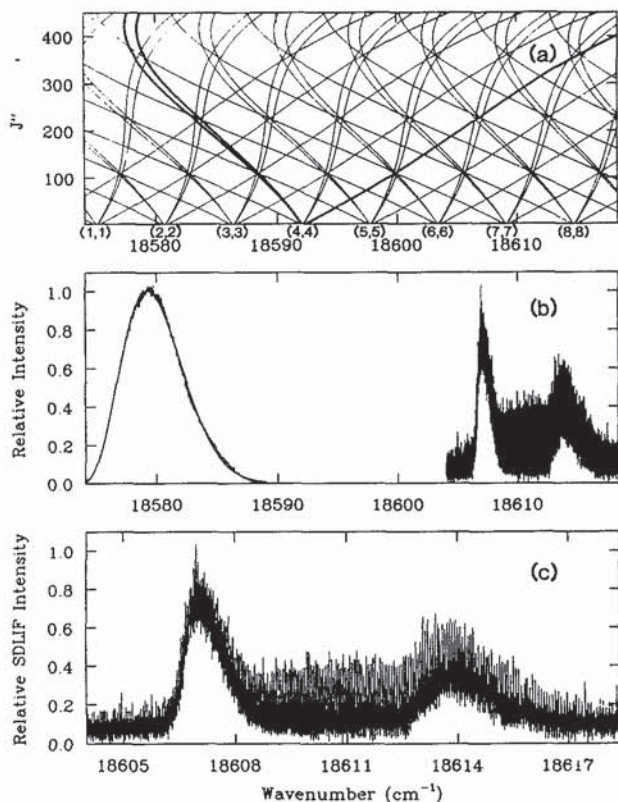 400
300
200
100
J''
(a)
(1,1) (2,2) (3,3) (4,4) (5,5) (6,6) (7,7) (8,8)
18580 18590 18600 18610
1.0
0.8
0.6
0.4
0.2
0.0
Relative Intensity
(b)
18580 18590 18600 18610
1.0
0.8
0.6
0.4
0.2
0.0
Relative SDLIF Intensity
(c)
18605 18608 18611 18614 18617
Wavenumber (cm⁻¹)